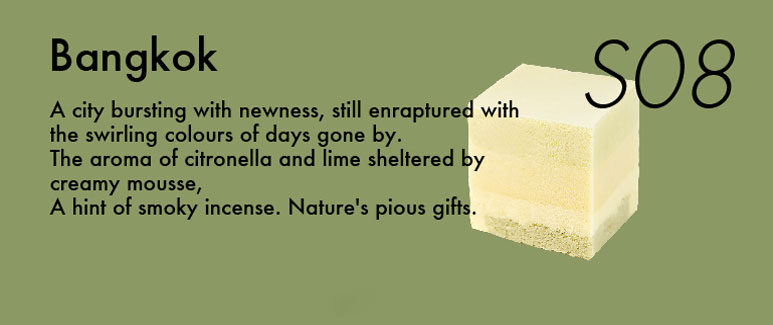 Bangkok
S08
A city bursting with newness, still enraptured with
the swirling colours of days gone by.
The aroma of citronella and lime sheltered by
creamy mousse,
A hint of smoky incense. Nature's pious gifts.